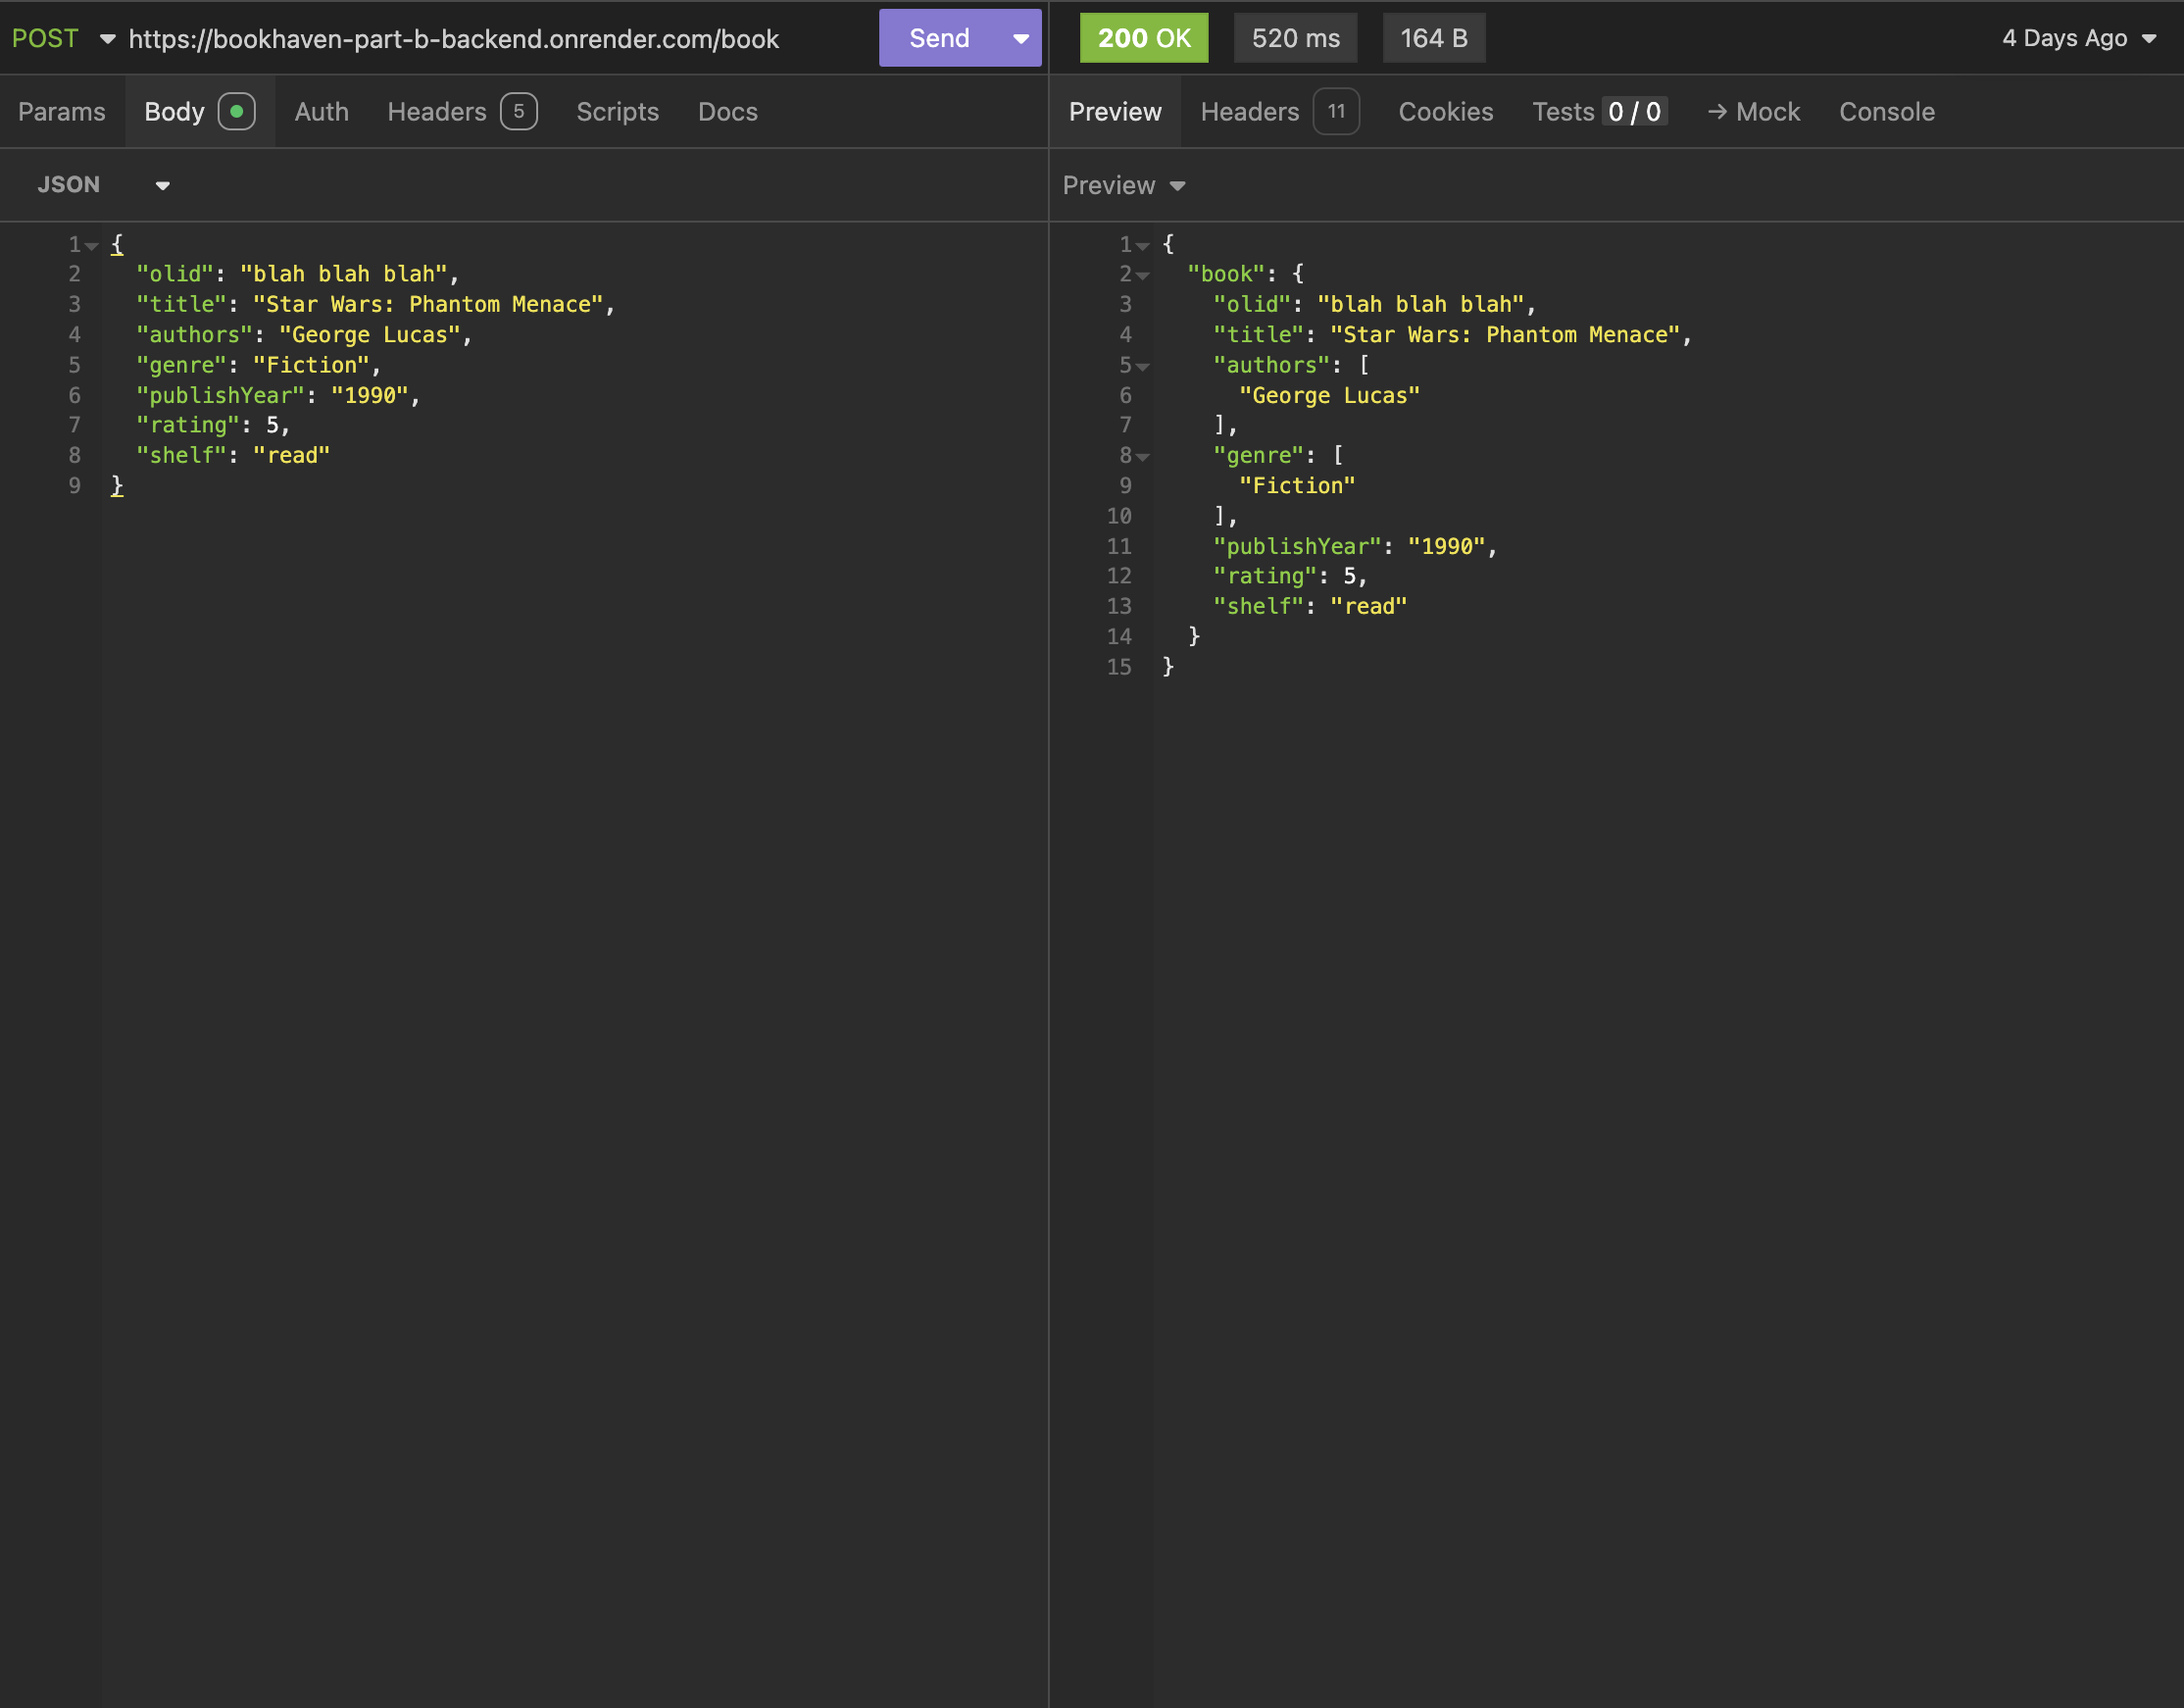 POST https://bookhaven-part-b-backend.onrender.com/book Send 200 OK 520 ms 164 B 4 Days Ago
Params Body Auth Headers 5 Scripts Docs Preview Headers 11 Cookies Tests 0 / 0 → Mock Console
JSON
1 {
2 "olid": "blah blah blah",
3 "title": "Star Wars: Phantom Menace",
4 "authors": "George Lucas",
5 "genre": "Fiction",
6 "publishYear": "1990",
7 "rating": 5,
8 "shelf": "read"
9 }
Preview
1 {
2 "book": {
3 "olid": "blah blah blah",
4 "title": "Star Wars: Phantom Menace",
5 "authors": [
6 "George Lucas"
7 ],
8 "genre": [
9 "Fiction"
10 ],
11 "publishYear": "1990",
12 "rating": 5,
13 "shelf": "read"
14 }
15 }